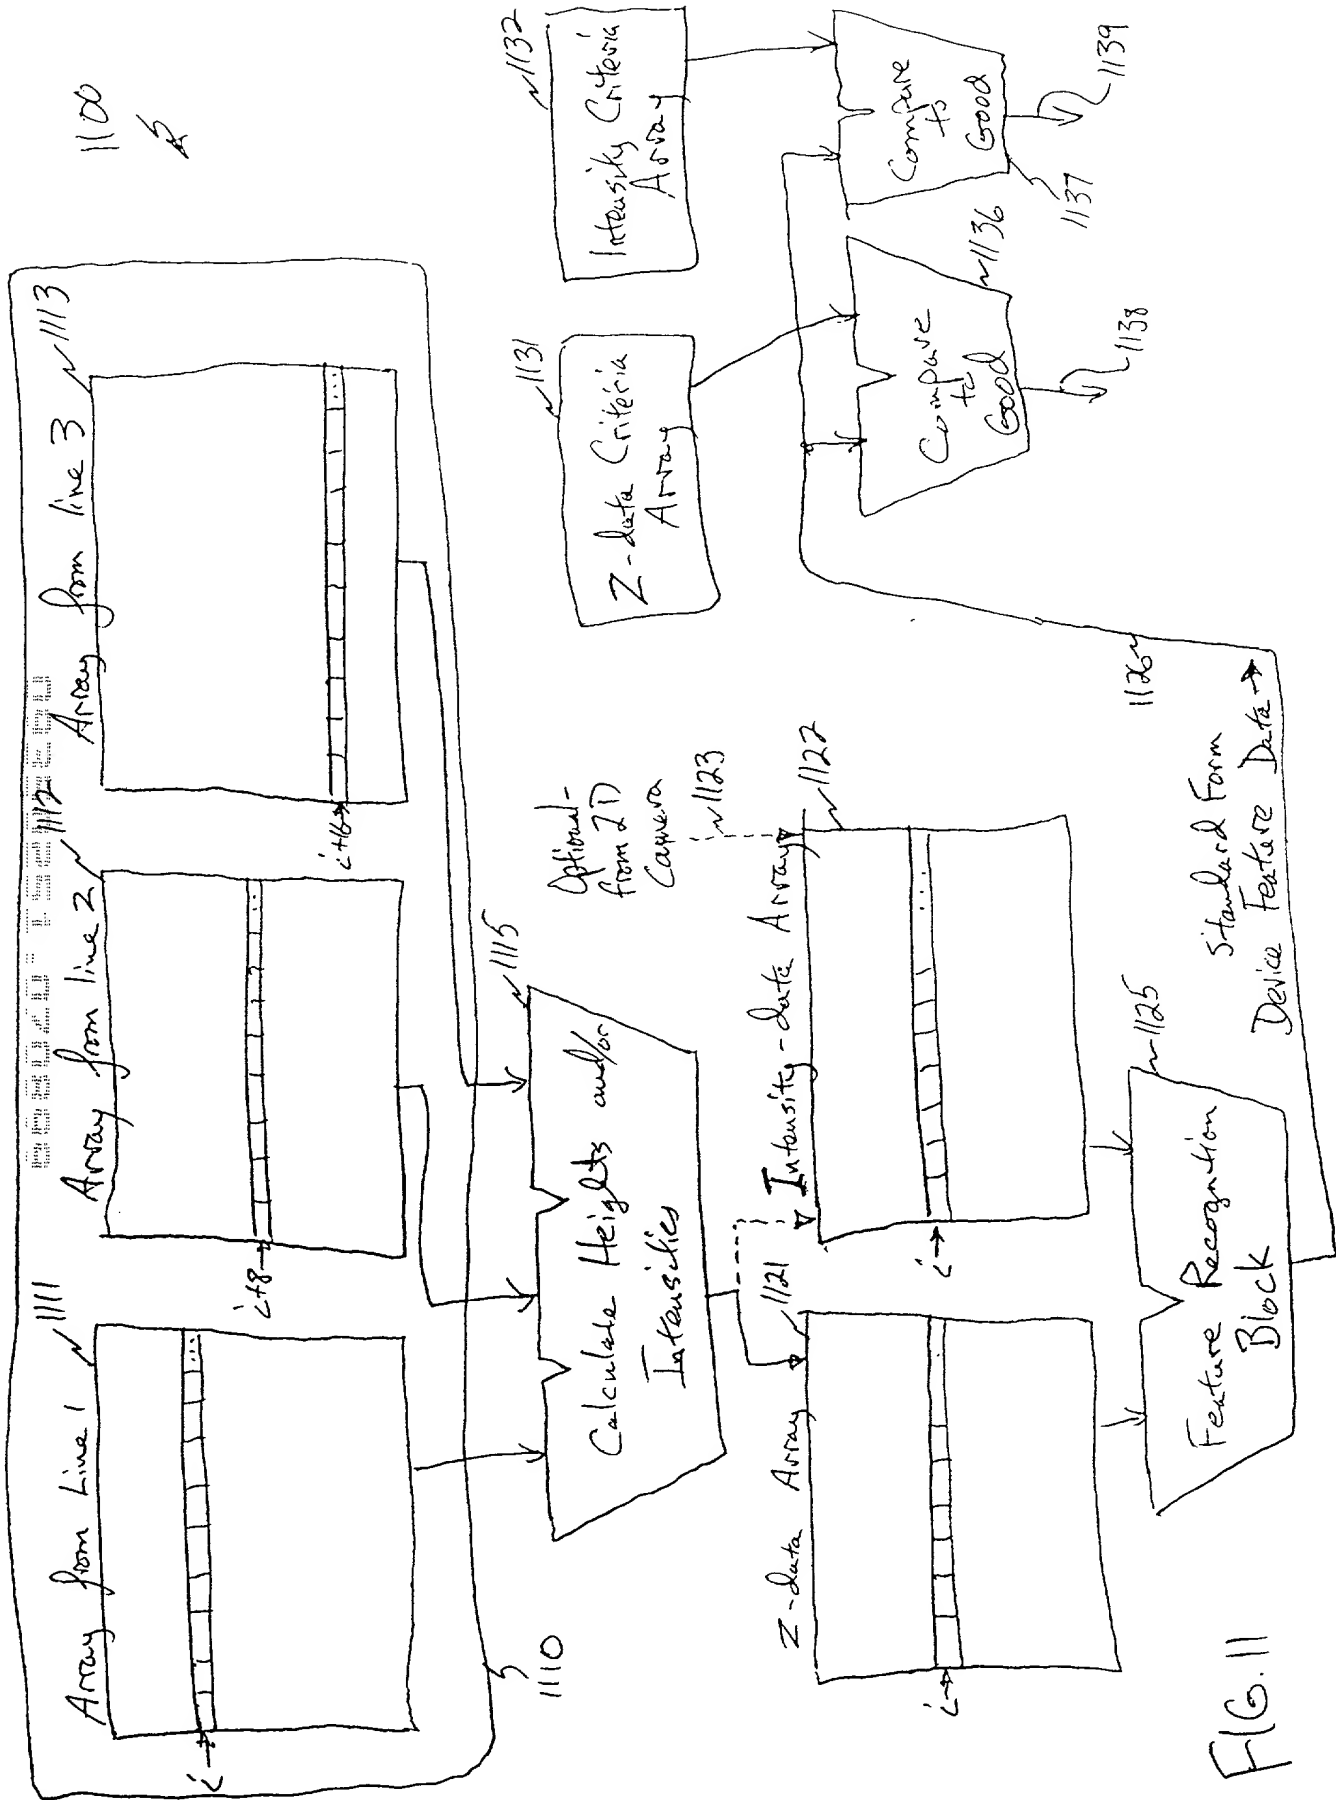 1100
Array from Line 1
1111
Array from line 2
1112
Array from line 3
1113
i
i+8
i+16
1110
Calculate Heights and/or
Intensities
1115
Optional-
from 2D
Camera
1123
Z-data Array
1121
Intensity-data Array
1122
i
i
Feature Recognition
Block
1125
Standard Form
Device Feature Data
1126
Z-data Criteria
Array
1131
Intensity Criteria
Array
1132
Compare
to
Good
1136
1138
Compare
to
Good
1137
1139
FIG. 11